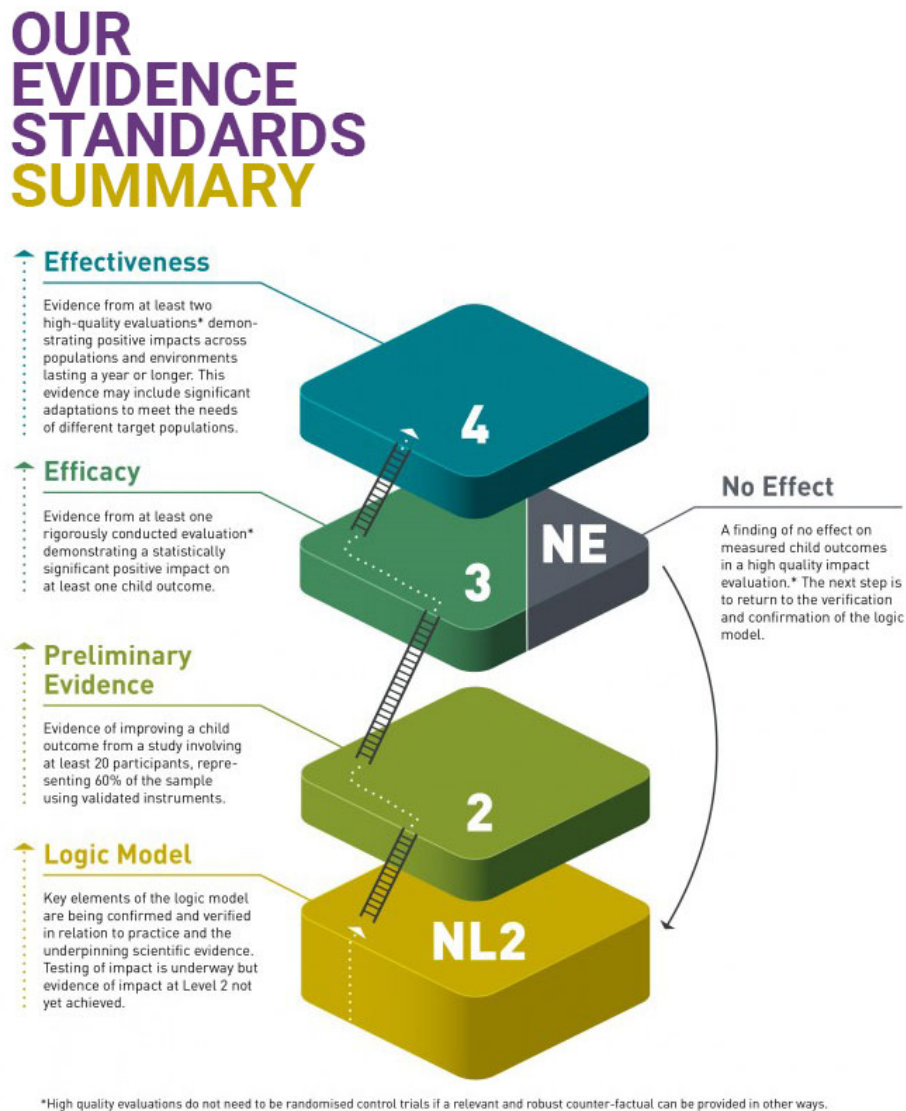 OUR
EVIDENCE
STANDARDS
SUMMARY
Effectiveness
Evidence from at least two
high-quality evaluations* demon-
strating positive impacts across
populations and environments
lasting a year or longer. This
evidence may include significant
adaptations to meet the needs
of different target populations.
4
Efficacy
Evidence from at least one
rigorously conducted evaluation*
demonstrating a statistically
significant positive impact on
at least one child outcome.
3
NE
No Effect
A finding of no effect on
measured child outcomes
in a high quality impact
evaluation.* The next step is
to return to the verification
and confirmation of the logic
model.
Preliminary
Evidence
Evidence of improving a child
outcome from a study involving
at least 20 participants, repre-
senting 60% of the sample
using validated instruments.
2
Logic Model
Key elements of the logic model
are being confirmed and verified
in relation to practice and the
underpinning scientific evidence.
Testing of impact is underway but
evidence of impact at Level 2 not
yet achieved.
NL2
*High quality evaluations do not need to be randomised control trials if a relevant and robust counter-factual can be provided in other ways.